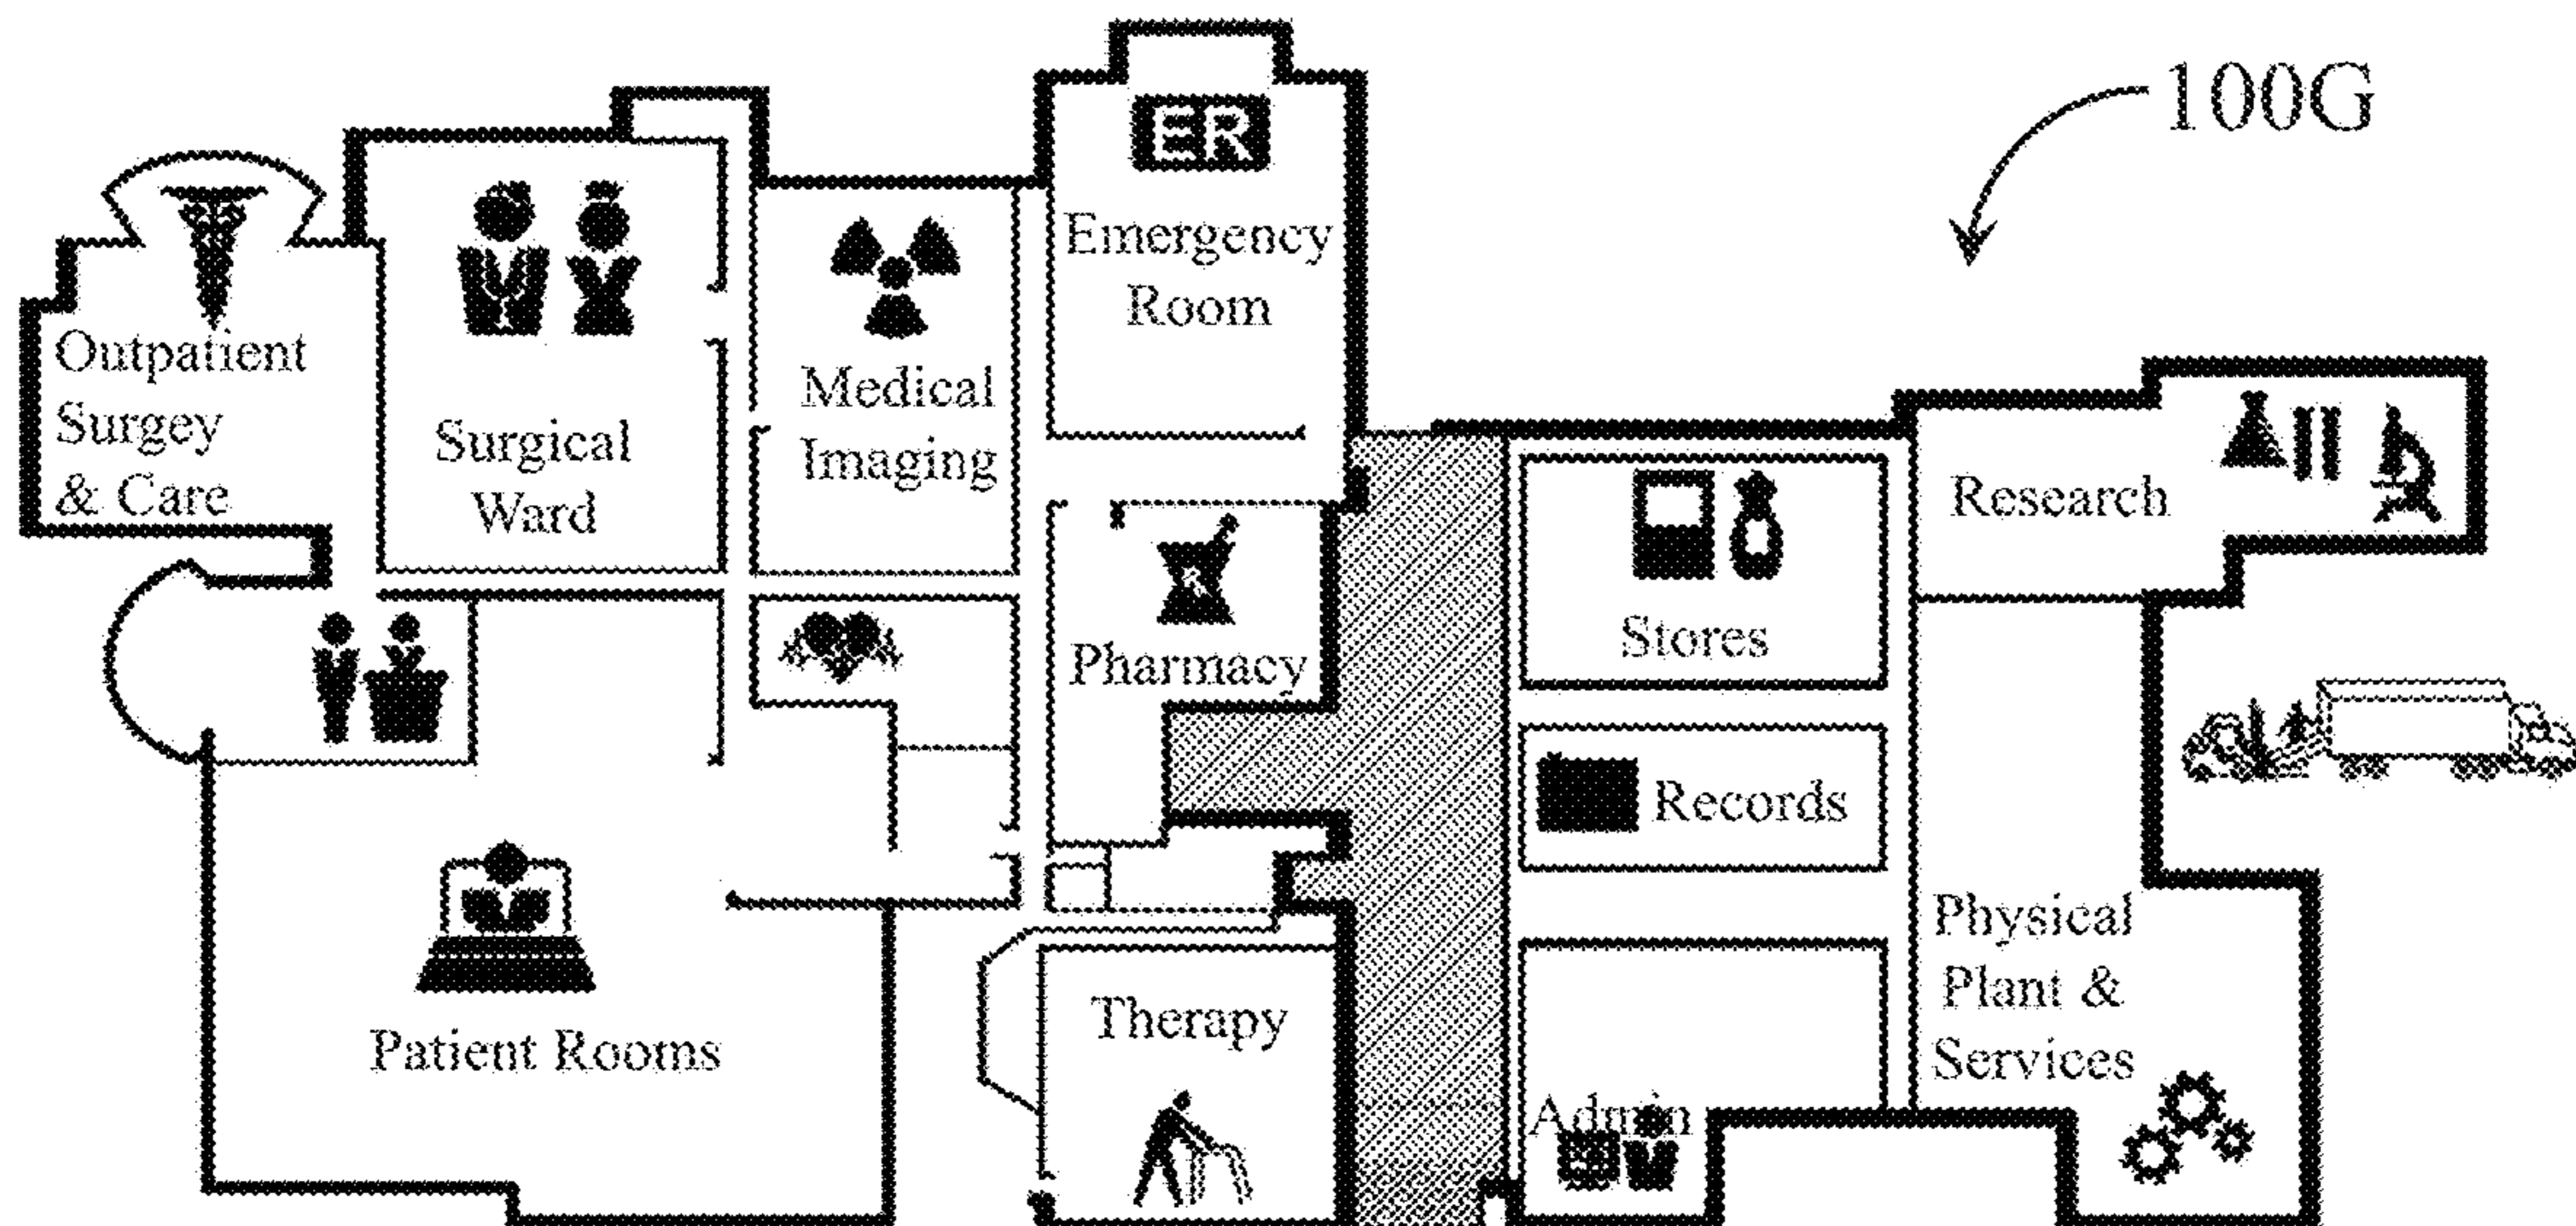 100G
ER
Emergency
Room
Outpatient
Surgey
& Care
Surgical
Ward
Medical
Imaging
Pharmacy
Stores
Research
Records
Patient Rooms
Therapy
Admin
Physical
Plant &
Services